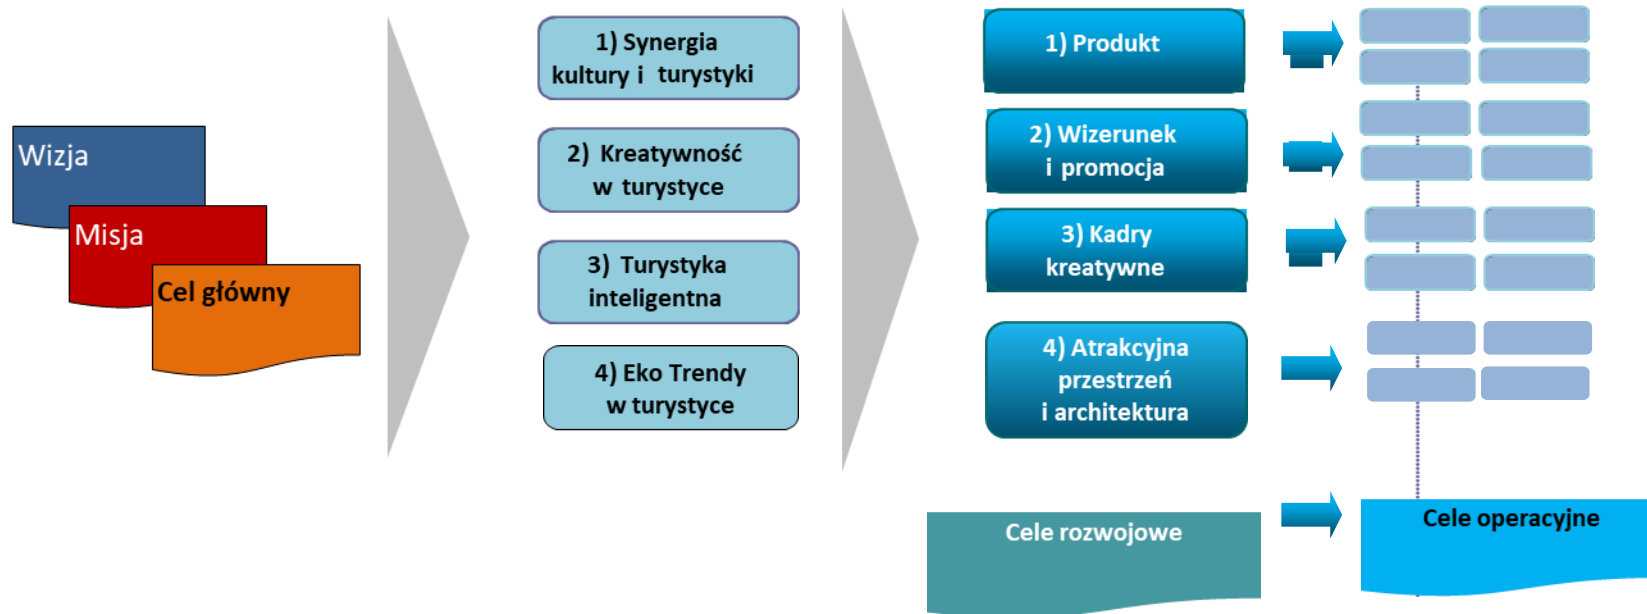 Wizja
Misja
Cel główny
1) Synergia
kultury i turystyki
2) Kreatywność
w turystyce
3) Turystyka
inteligentna
4) Eko Trendy
w turystyce
1) Produkt
2) Wizerunek
i promocja
3) Kadry
kreatywne
4) Atrakcyjna
przestrzeń
i architektura
Cele rozwojowe
Cele operacyjne